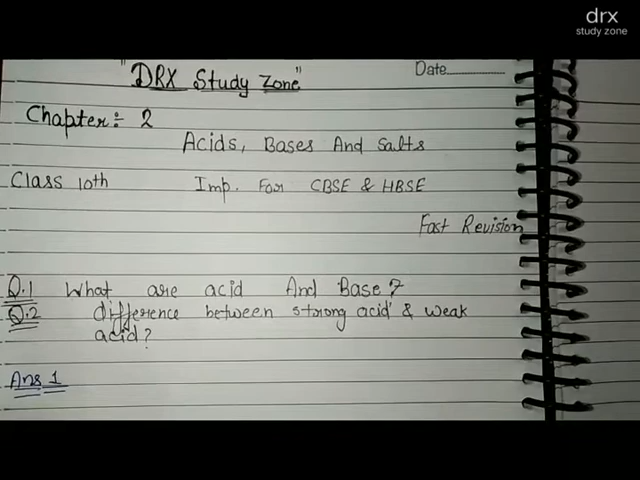 drx
study zone
"DRX Study Zone"
Date
Chapter:- 2
Acids, Bases And Salts
Class 10th Imp. For CBSE & HBSE
Fast Revision
Q.1 What are acid And Base?
Q.2 difference between strong acid & weak
acid?
Ans 1